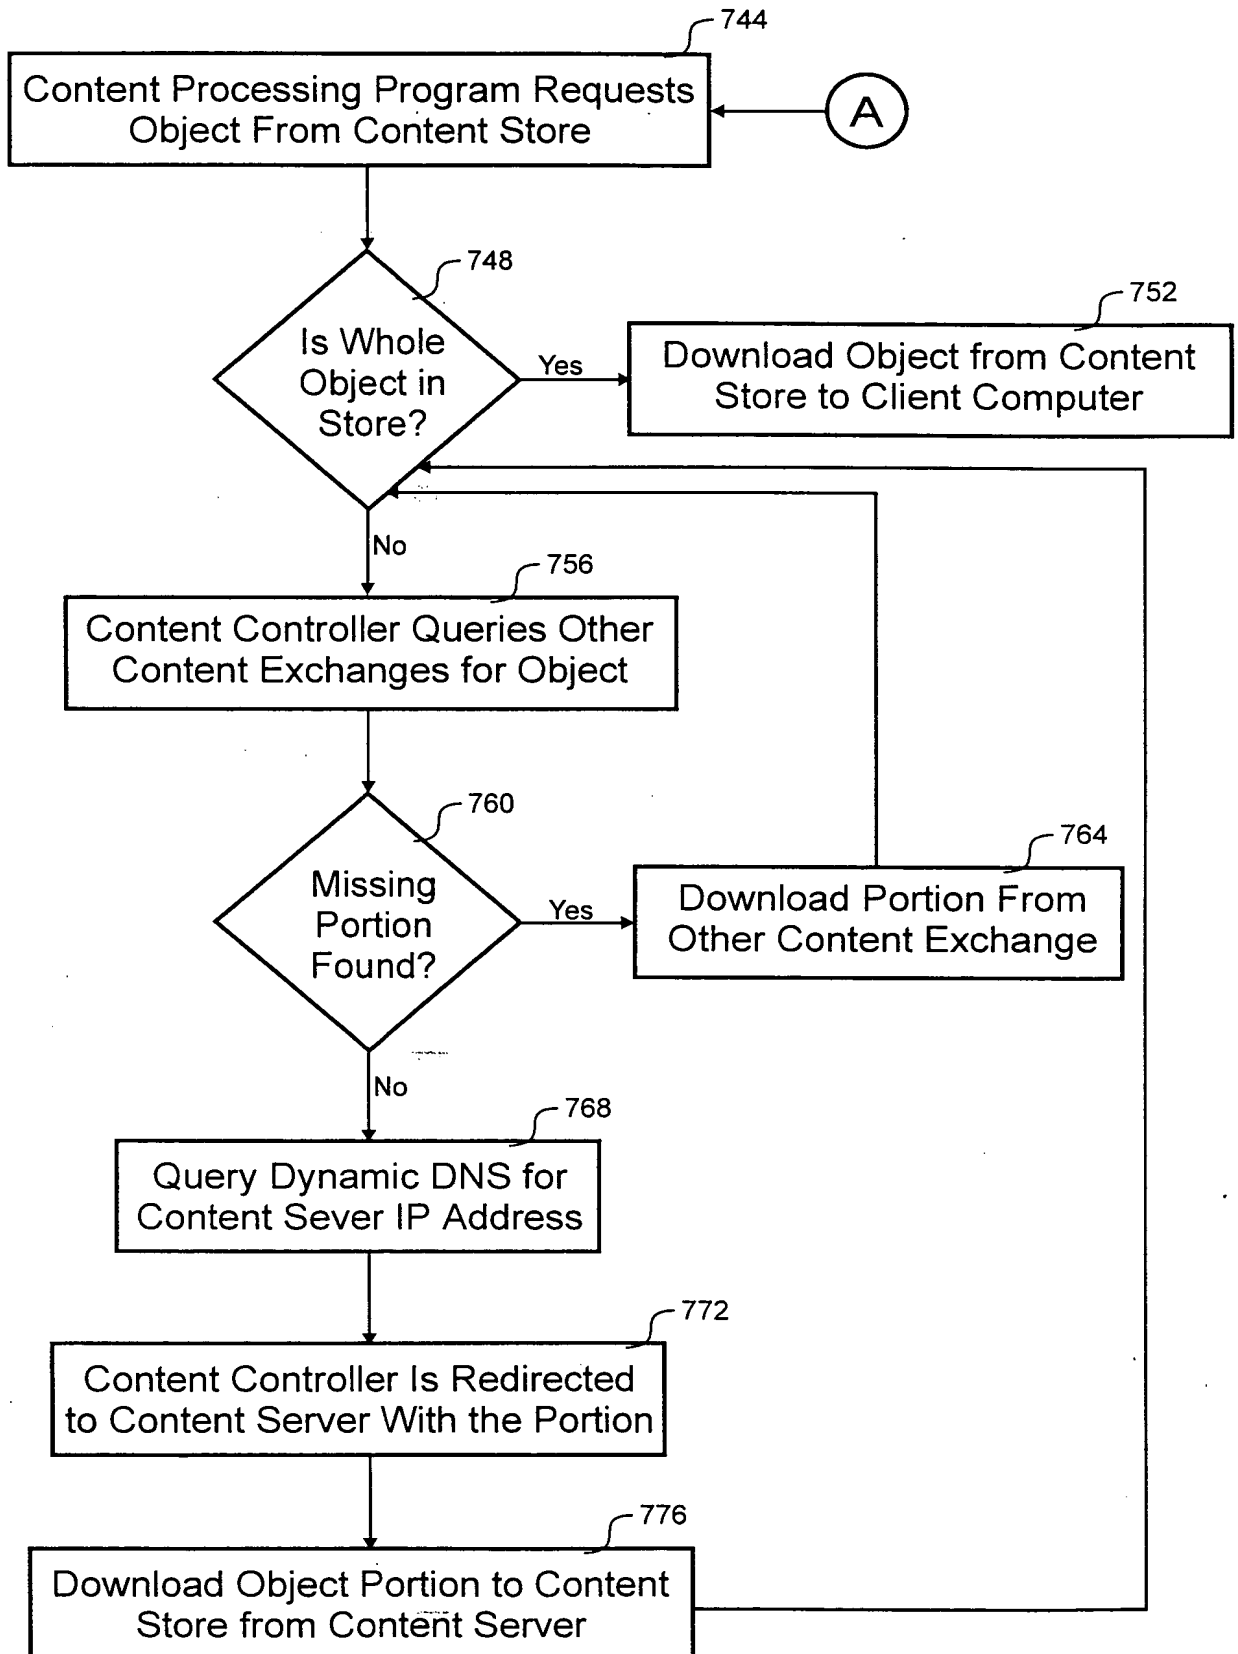 744
Content Processing Program Requests
Object From Content Store
A
748
Is Whole
Object in
Store?
Yes
752
Download Object from Content
Store to Client Computer
No
756
Content Controller Queries Other
Content Exchanges for Object
760
Missing
Portion
Found?
Yes
764
Download Portion From
Other Content Exchange
No
768
Query Dynamic DNS for
Content Sever IP Address
772
Content Controller Is Redirected
to Content Server With the Portion
776
Download Object Portion to Content
Store from Content Server